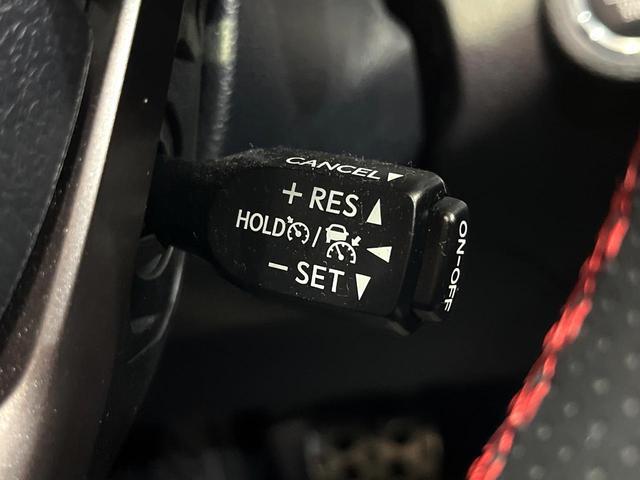 CANCEL
+ RES
HOLD /
− SET
ON-OFF